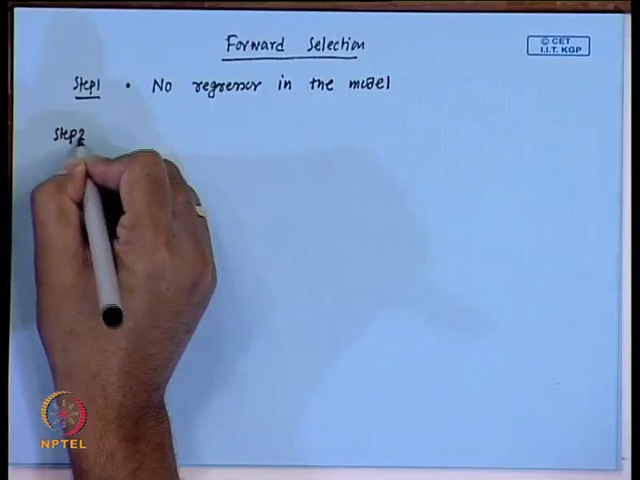 Forward Selection
© CET
I.I.T. KGP
Step1 • No regressor in the model
Step2
NPTEL